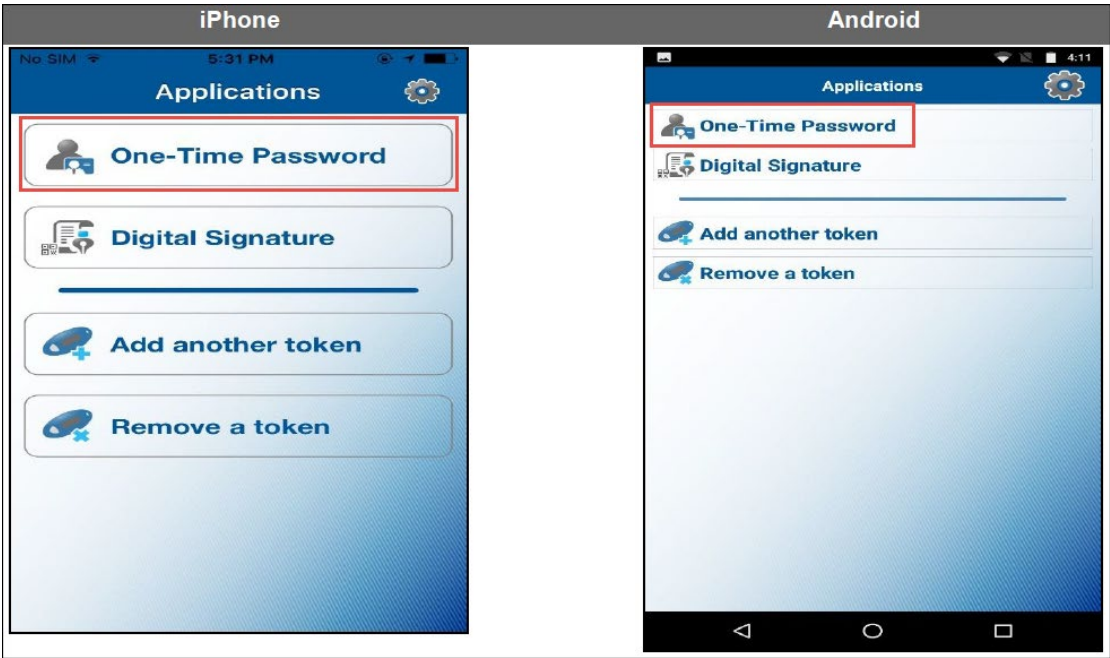 iPhone
Android
No SIM 5:31 PM
Applications
One-Time Password
Digital Signature
Add another token
Remove a token
4:11
Applications
One-Time Password
Digital Signature
Add another token
Remove a token